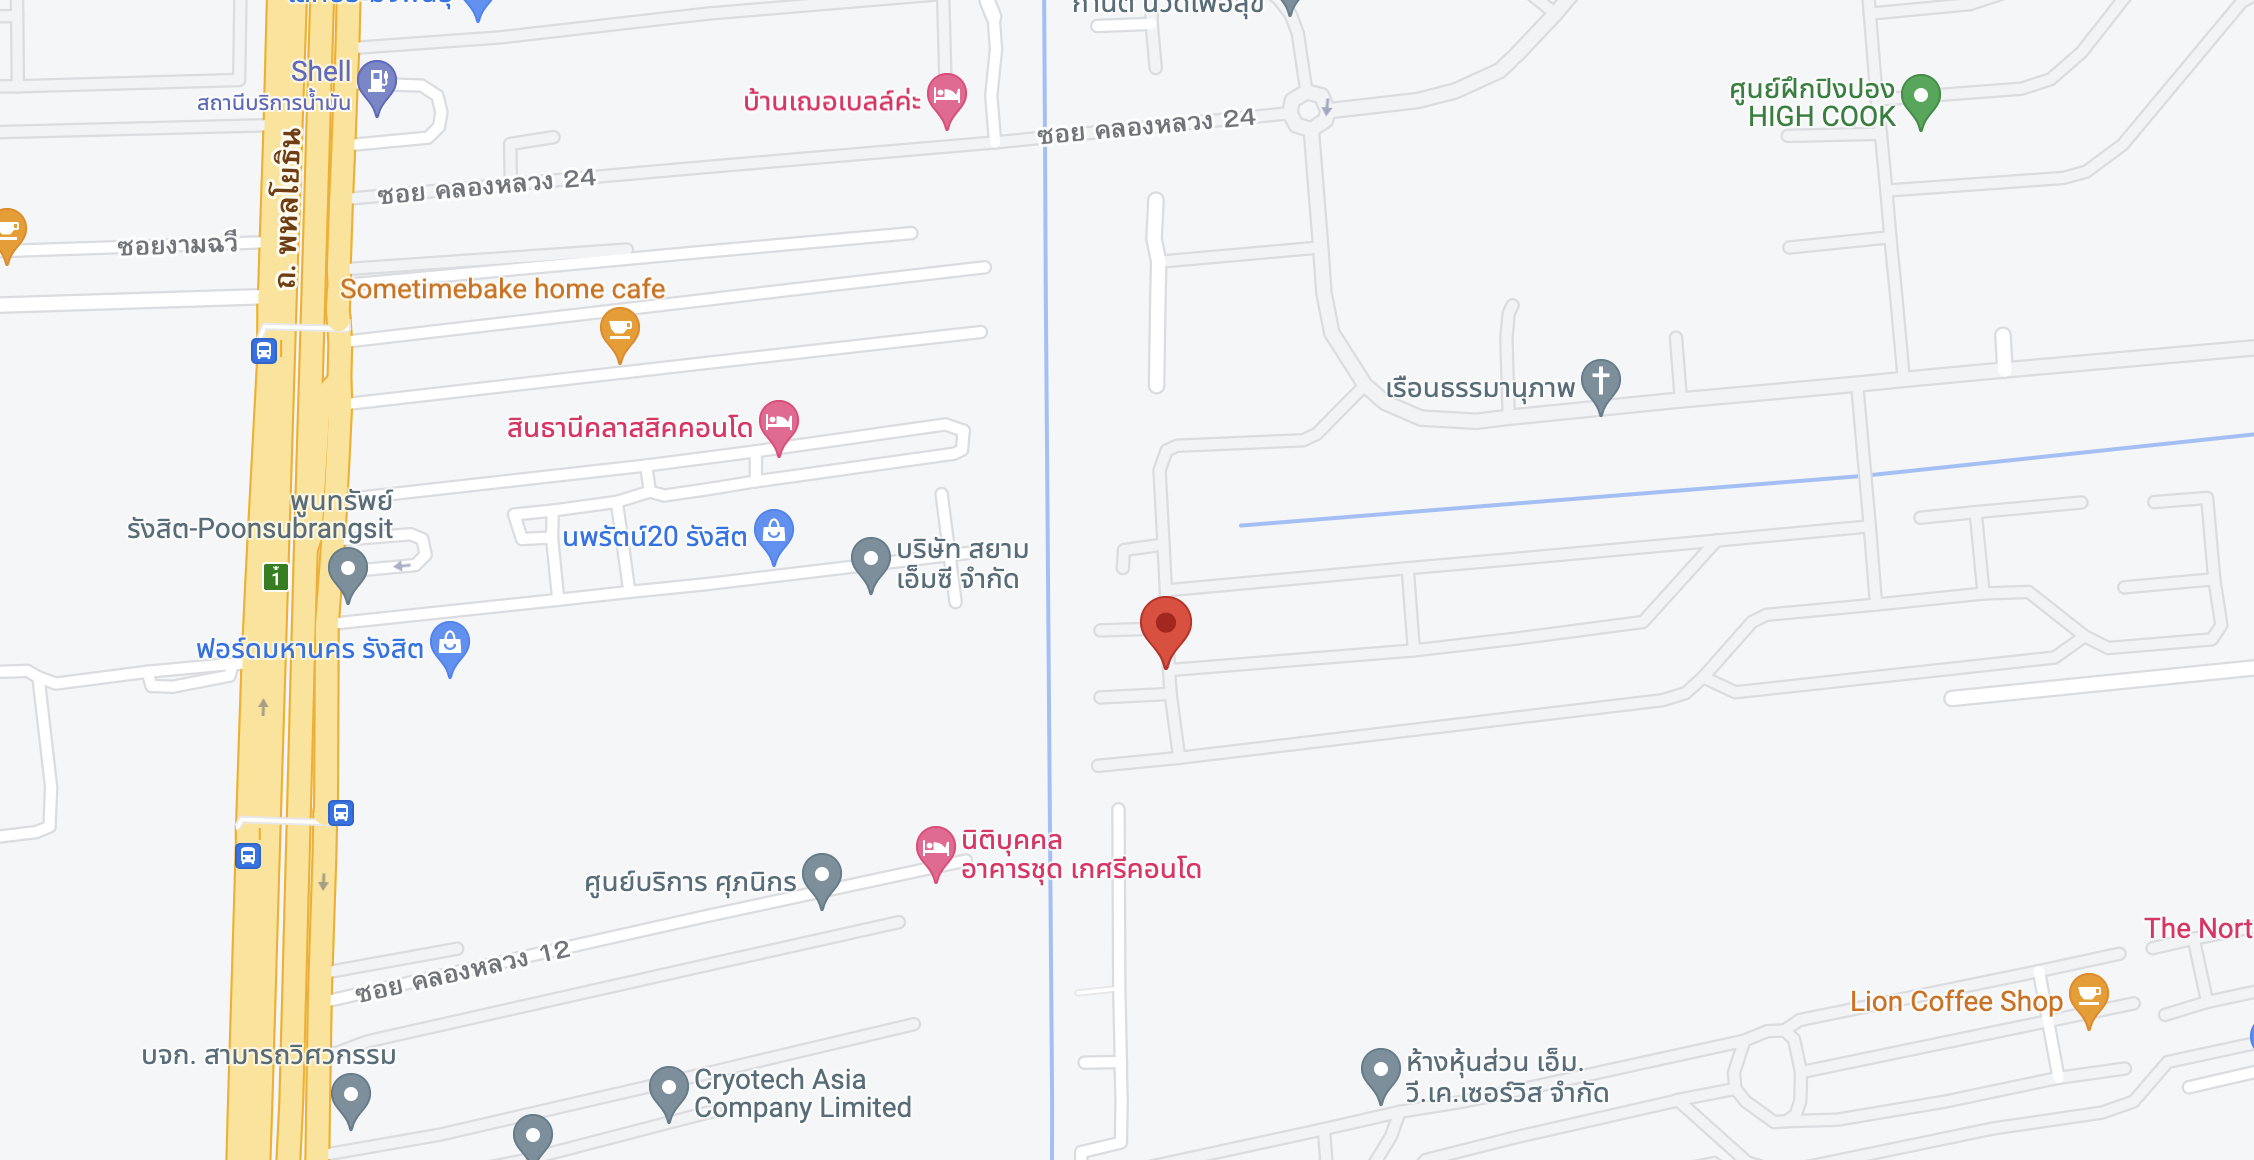 Shell
สถานีบริการน้ำมัน
ถ. พหลโยธิน
บ้านเฌอเบลล์ค่ะ
ซอย คลองหลวง 24
ซอย คลองหลวง 24
ศูนย์ฝึกปิงปอง
HIGH COOK
ซอยงามฉวี
Sometimebake home cafe
เรือนธรรมานุภาพ
สินธานีคลาสสิคคอนโด
พูนทรัพย์
รังสิต-Poonsubrangsit
นพรัตน์20 รังสิต
บริษัท สยาม
เอ็มซี จำกัด
1
ฟอร์ดมหานคร รังสิต
นิติบุคคล
อาคารชุด เกศรีคอนโด
ศูนย์บริการ ศุภนิกร
ซอย คลองหลวง 12
The Nort
Lion Coffee Shop
บจก. สามารถวิศวกรรม
Cryotech Asia
Company Limited
ห้างหุ้นส่วน เอ็ม.
วี.เค.เซอร์วิส จำกัด